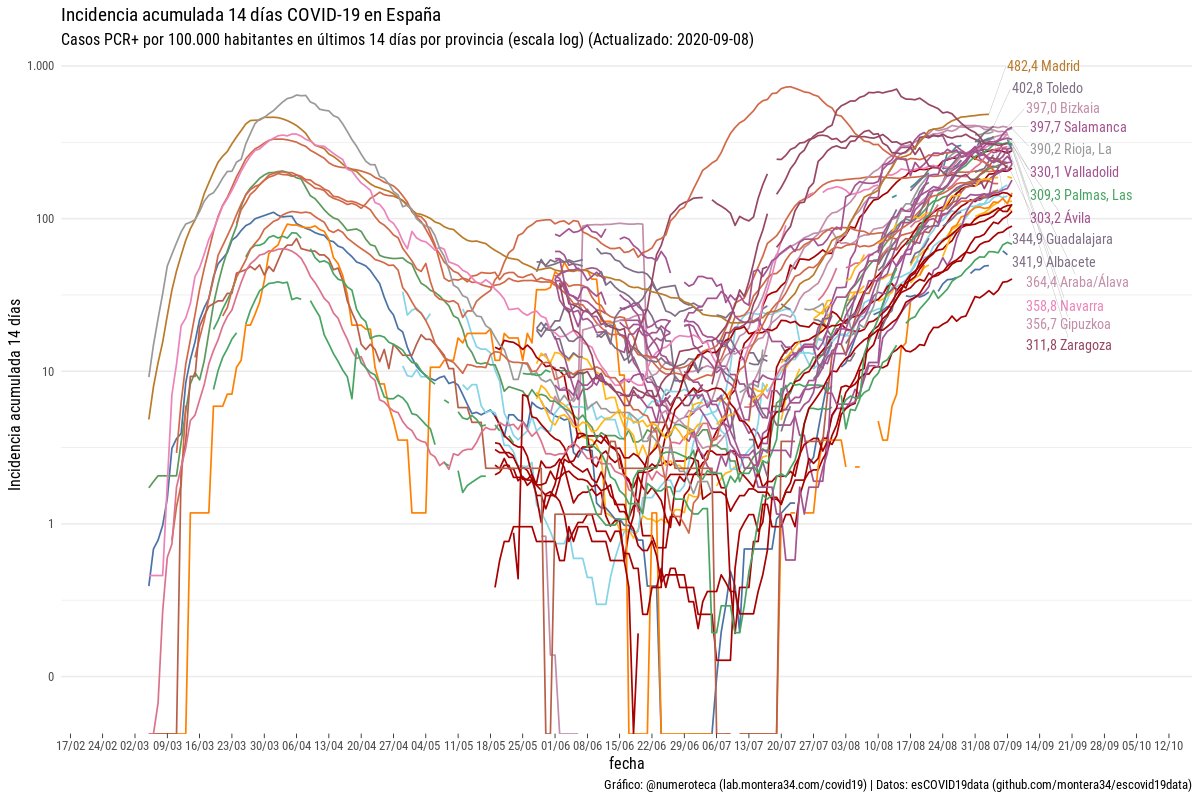 Incidencia acumulada 14 días COVID-19 en España
Casos PCR+ por 100.000 habitantes en últimos 14 días por provincia (escala log) (Actualizado: 2020-09-08)
Incidencia acumulada 14 días
1.000
100
10
1
0
482,4 Madrid
402,8 Toledo
397,0 Bizkaia
397,7 Salamanca
390,2 Rioja, La
330,1 Valladolid
309,3 Palmas, Las
303,2 Ávila
344,9 Guadalajara
341,9 Albacete
364,4 Araba/Álava
358,8 Navarra
356,7 Gipuzkoa
311,8 Zaragoza
17/02 24/02 02/03 09/03 16/03 23/03 30/03 06/04 13/04 20/04 27/04 04/05 11/05 18/05 25/05 01/06 08/06 15/06 22/06 29/06 06/07 13/07 20/07 27/07 03/08 10/08 17/08 24/08 31/08 07/09 14/09 21/09 28/09 05/10 12/10
fecha
Gráfico: @numeroteca (lab.montera34.com/covid19) | Datos: esCOVID19data (github.com/montera34/escovid19data)